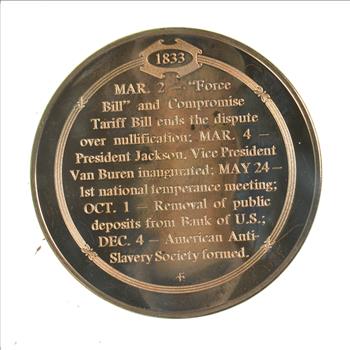 1833
MAR. 2 – "Force
Bill" and Compromise
Tariff Bill ends the dispute
over nullification; MAR. 4 –
President Jackson, Vice President
Van Buren inaugurated; MAY 24 –
1st national temperance meeting;
OCT. 1 – Removal of public
deposits from Bank of U.S.;
DEC. 4 – American Anti-
Slavery Society formed.